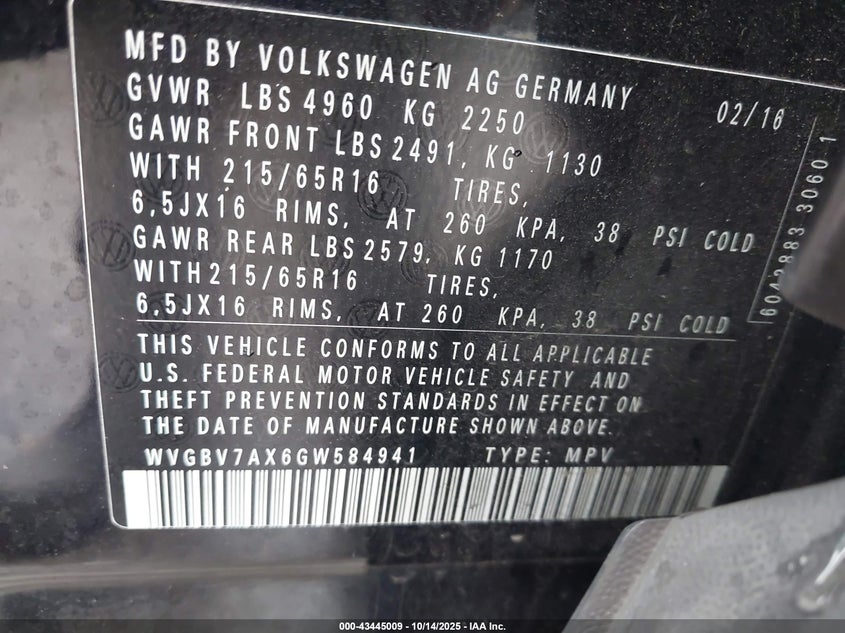 MFD BY VOLKSWAGEN AG GERMANY
GVWR LBS 4960 KG 2250 02/16
GAWR FRONT LBS 2491, KG 1130
WITH 215/65R16 TIRES,
6,5JX16 RIMS, AT 260 KPA, 38 PSI COLD
GAWR REAR LBS 2579, KG 1170
WITH 215/65R16 TIRES,
6,5JX16 RIMS, AT 260 KPA, 38 PSI COLD
THIS VEHICLE CONFORMS TO ALL APPLICABLE
U.S. FEDERAL MOTOR VEHICLE SAFETY AND
THEFT PREVENTION STANDARDS IN EFFECT ON
THE DATE OF MANUFACTURE SHOWN ABOVE.
WVGBV7AX6GW584941 TYPE: MPV
3060 1
000-43445009 - 10/14/2025 - IAA Inc.